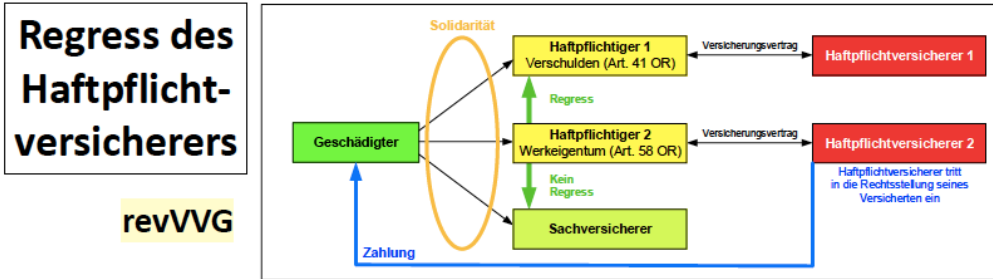 Regress des
Haftpflicht-
versicherers
revVVG
Solidarität
Geschädigter
Haftpflichtiger 1
Verschulden (Art. 41 OR)
Versicherungsvertrag
Haftpflichtversicherer 1
Regress
Haftpflichtiger 2
Werkeigentum (Art. 58 OR)
Versicherungsvertrag
Haftpflichtversicherer 2
Haftpflichtversicherer tritt
in die Rechtsstellung seines
Versicherten ein
Kein
Regress
Sachversicherer
Zahlung